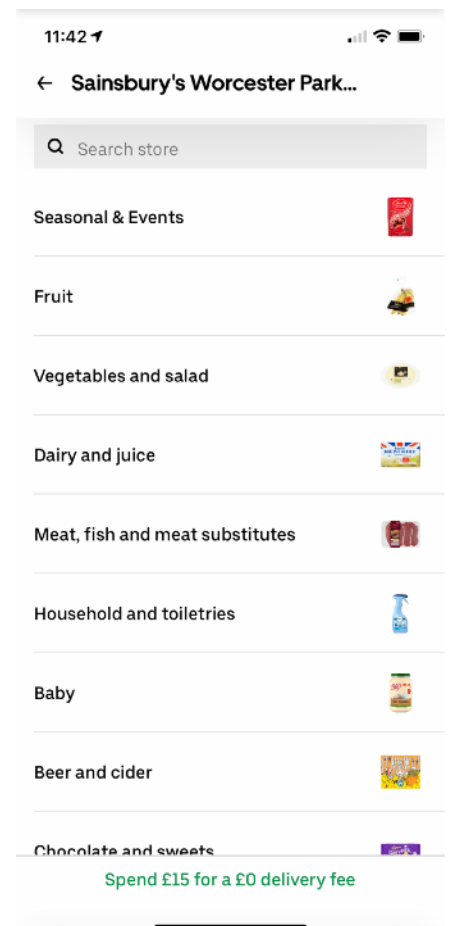 11:42
Sainsbury's Worcester Park...
Search store
Seasonal & Events
Fruit
Vegetables and salad
Dairy and juice
Meat, fish and meat substitutes
Household and toiletries
Baby
Beer and cider
Chocolate and sweets
Spend £15 for a £0 delivery fee